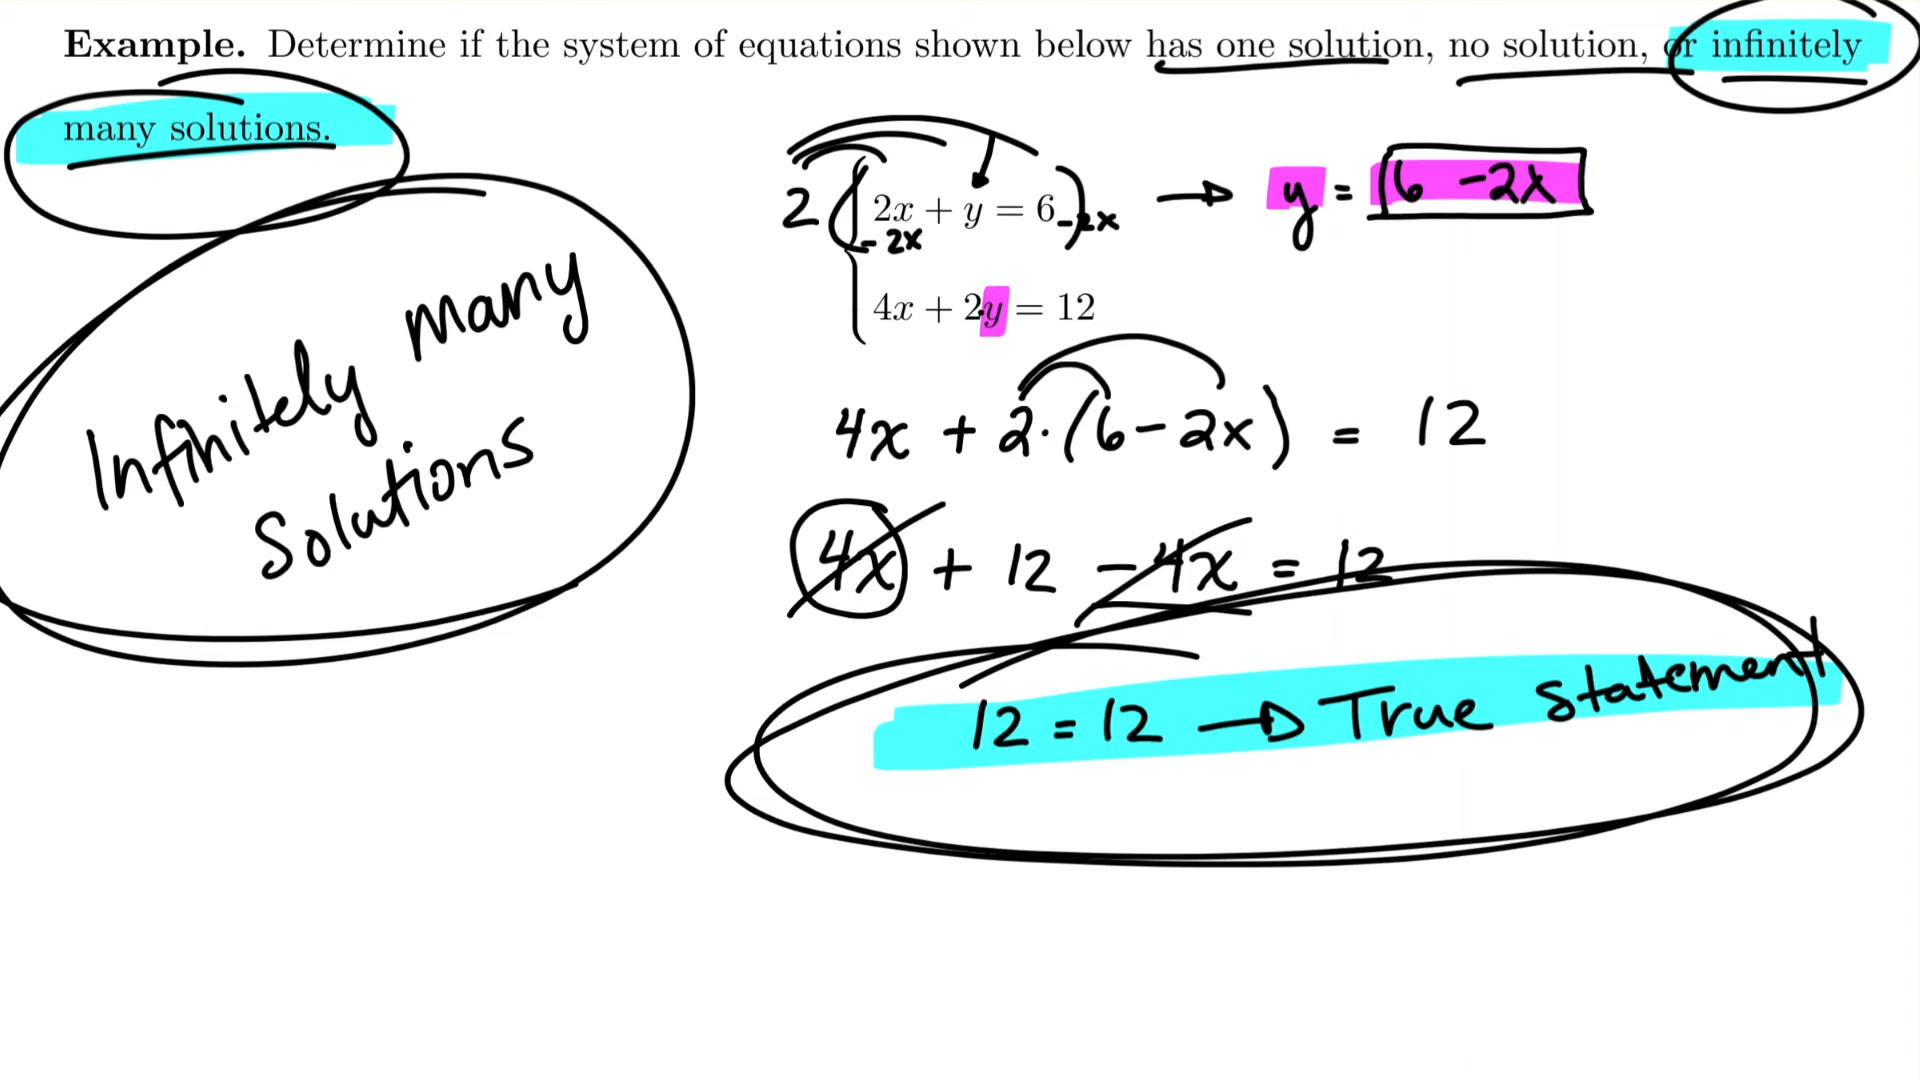 Example. Determine if the system of equations shown below has one solution, no solution, or infinitely
many solutions.
2 ( 2x + y = 6 ) → y = 6 - 2x
- 2x - 2x
4x + 2·y = 12
4x + 2·(6 - 2x) = 12
4x + 12 - 4x = 12
12 = 12 → True statement
Infinitely many
Solutions